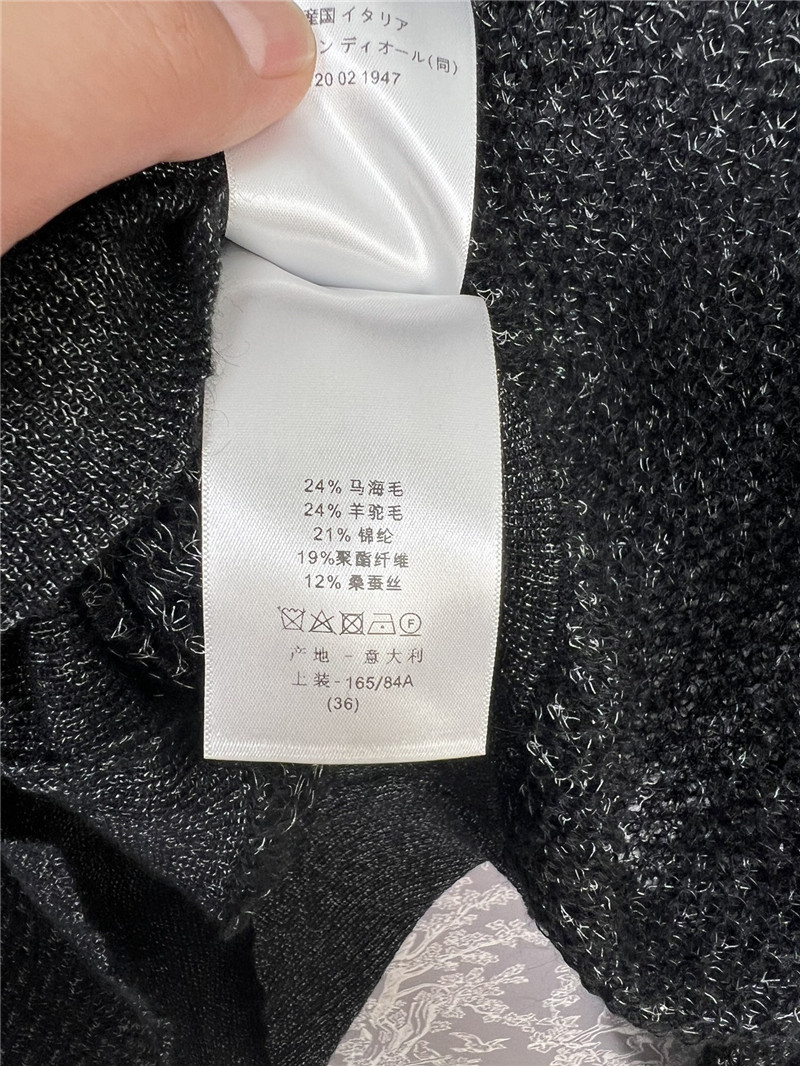 産国イタリア
ンディオール(同)
20 02 1947
24% 马海毛
24% 羊驼毛
21% 锦纶
19%聚酯纤维
12% 桑蚕丝
F
产地 - 意大利
上装-165/84A
(36)